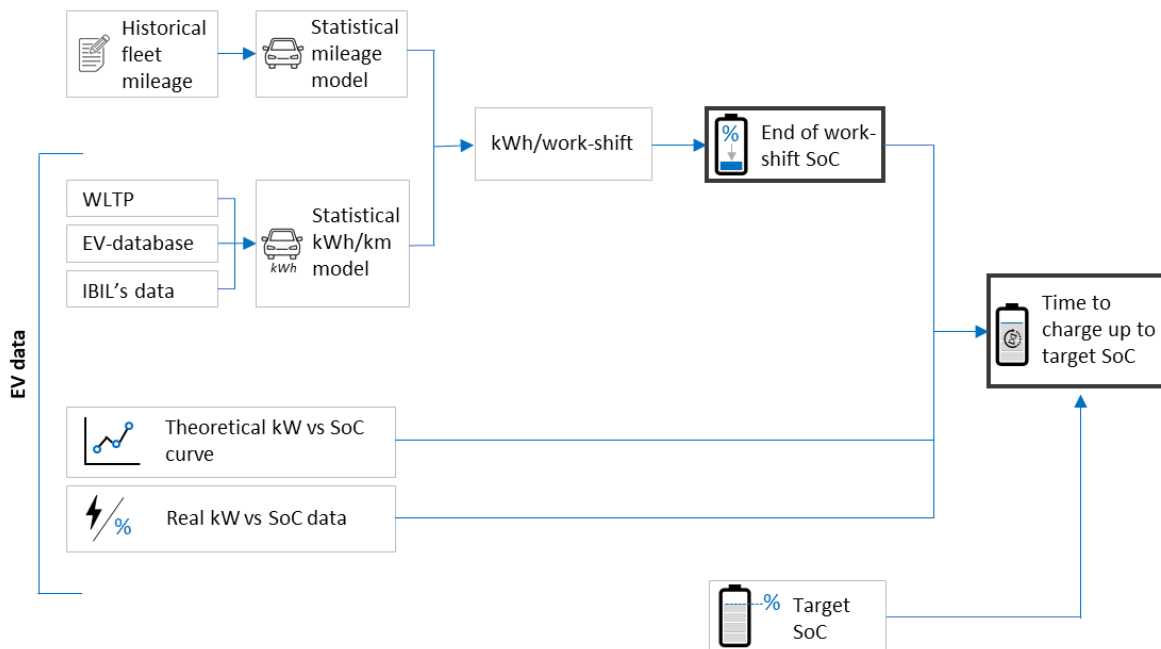 Historical
fleet
mileage
Statistical
mileage
model
kWh/work-shift
%
End of work-
shift SoC
WLTP
EV-database
IBIL's data
kWh
Statistical
kWh/km
model
EV data
Time to
charge up to
target SoC
Theoretical kW vs SoC
curve
%
Real kW vs SoC data
%
Target
SoC